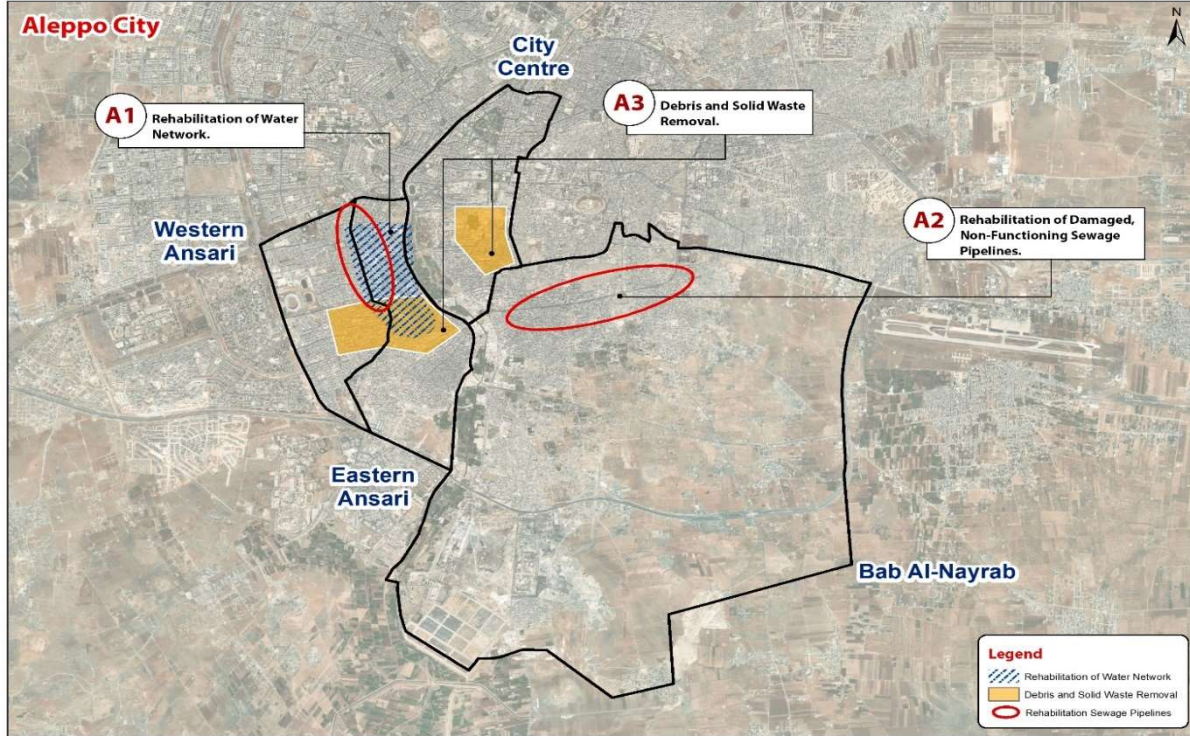 Aleppo City
N
City
Centre
A1
Rehabilitation of Water
Network.
A3
Debris and Solid Waste
Removal.
Western
Ansari
A2
Rehabilitation of Damaged,
Non-Functioning Sewage
Pipelines.
Eastern
Ansari
Bab Al-Nayrab
Legend
Rehabilitation of Water Network
Debris and Solid Waste Removal
Rehabilitation Sewage Pipelines